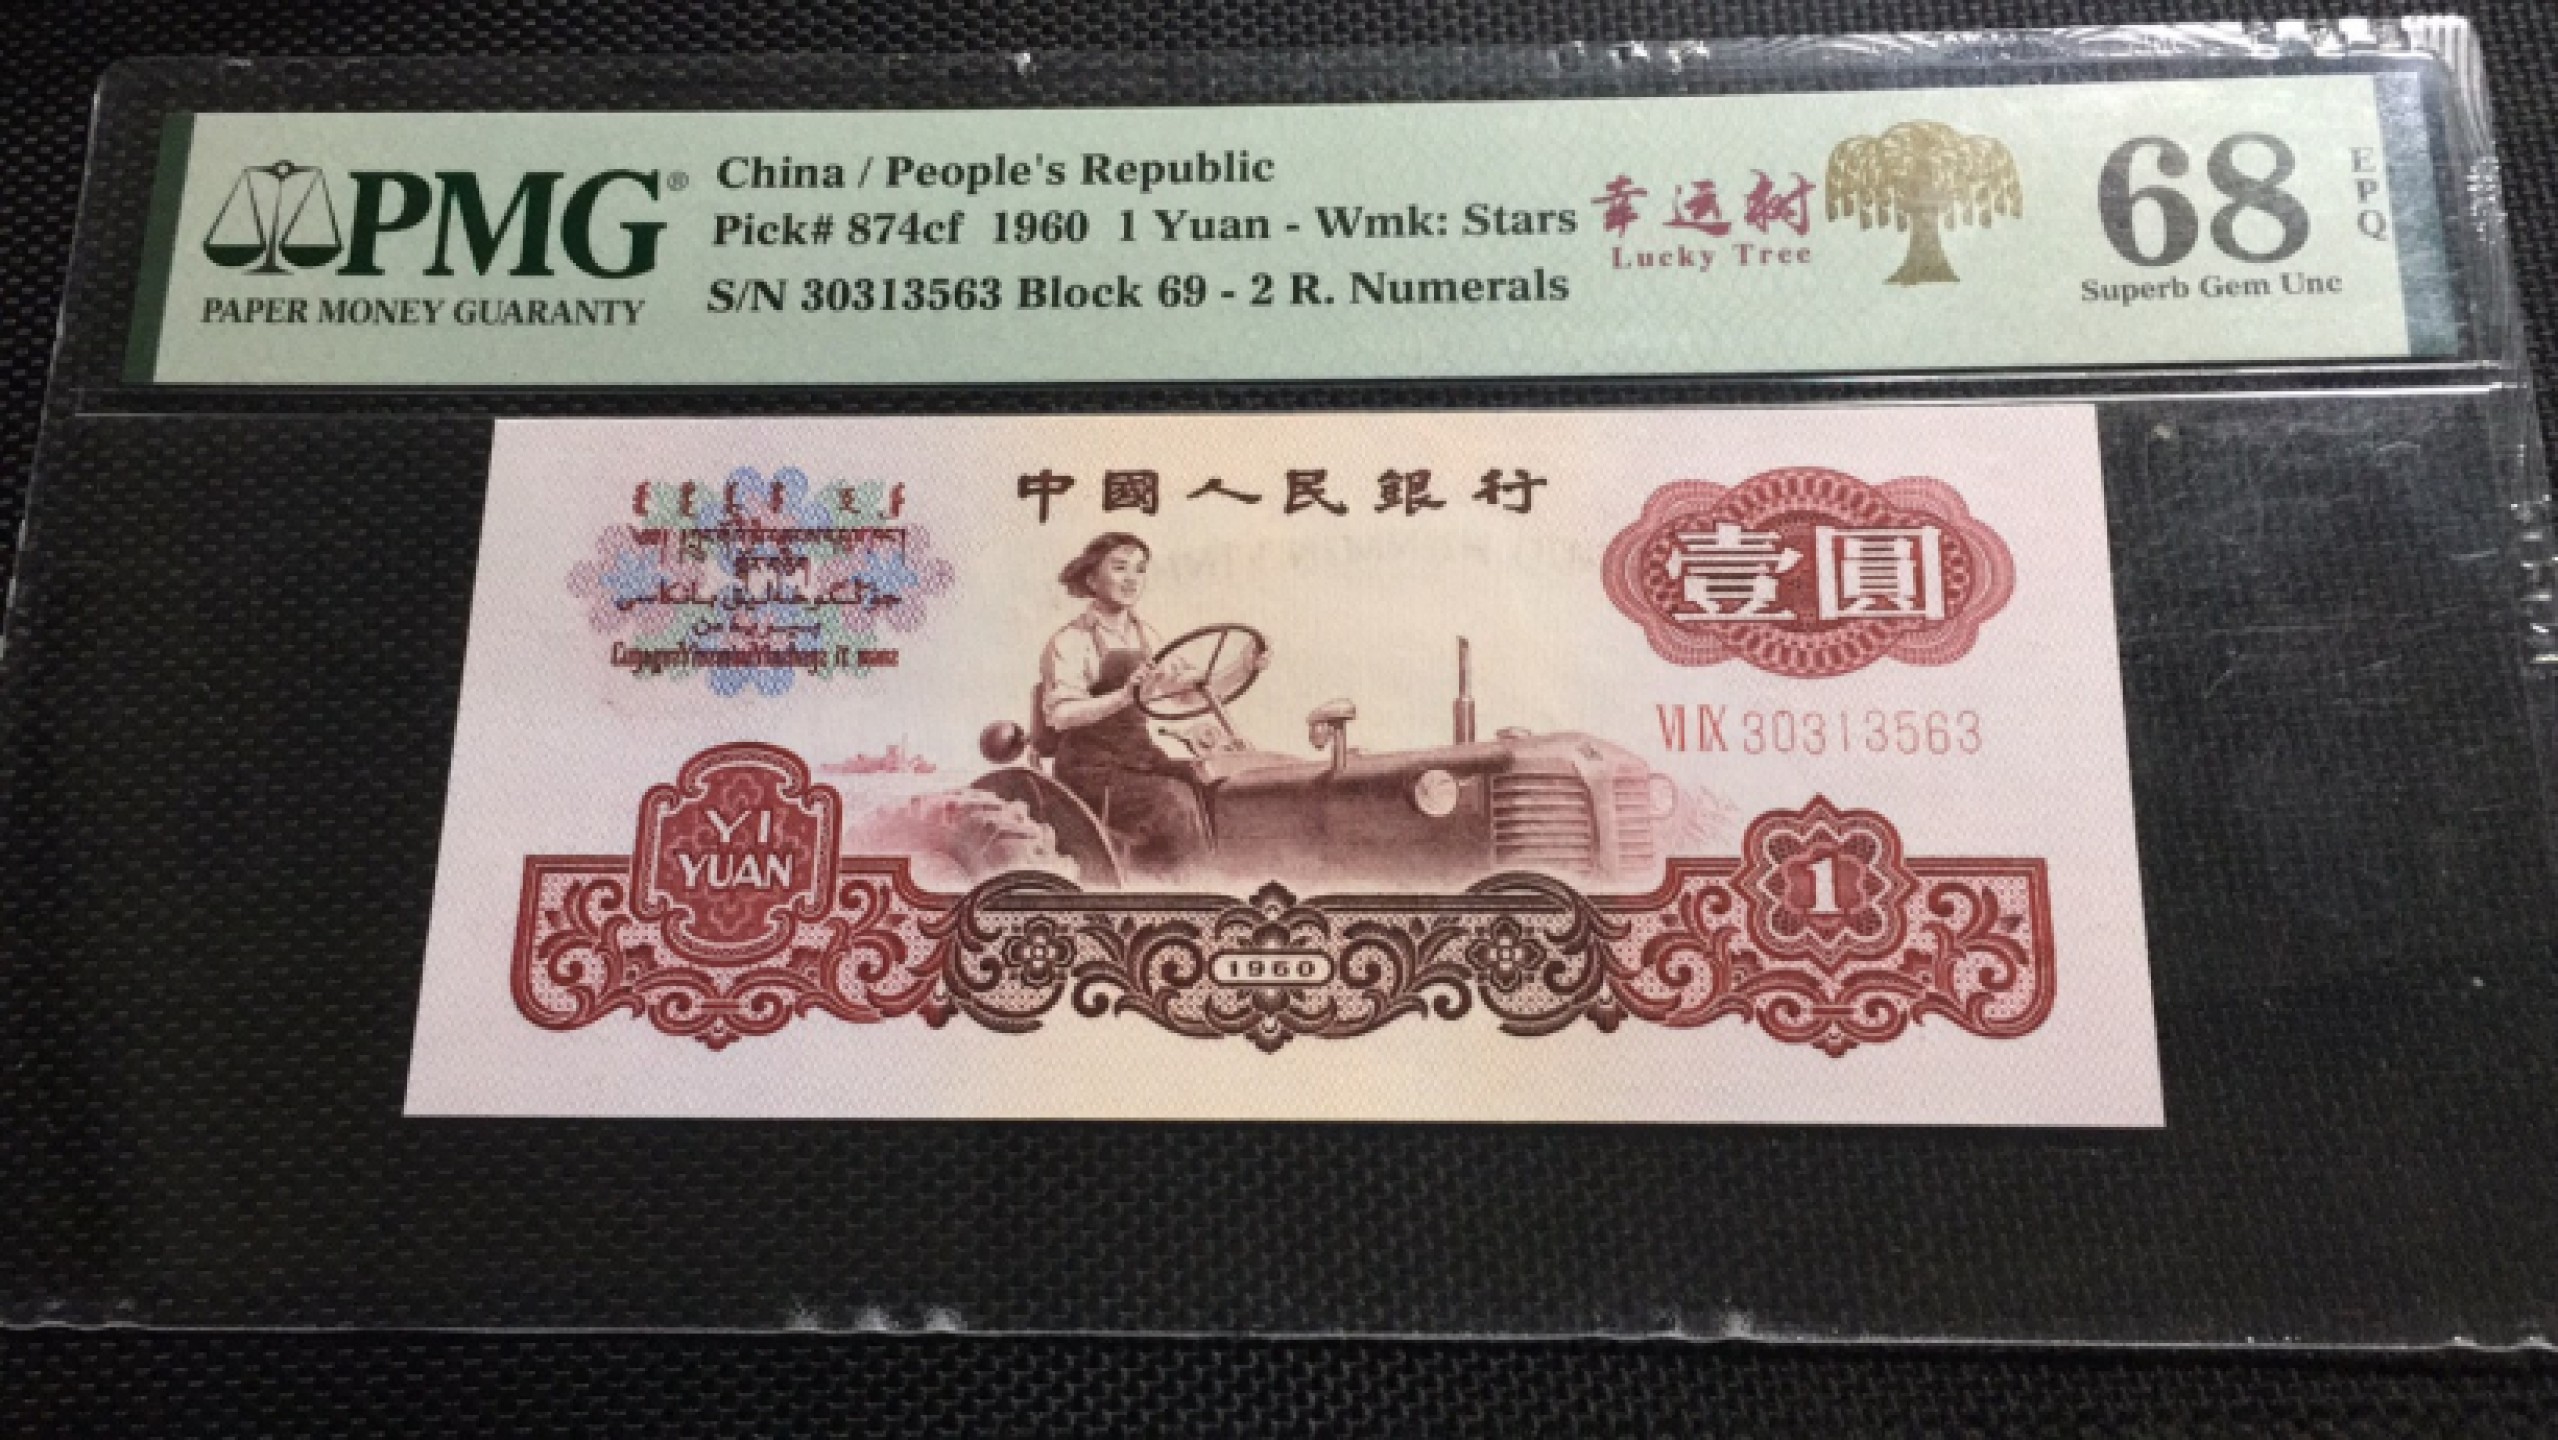 PMG®
PAPER MONEY GUARANTY
China / People's Republic
Pick# 874cf 1960 1 Yuan - Wmk: Stars
S/N 30313563 Block 69 - 2 R. Numerals
幸运树
Lucky Tree
68
EPQ
Superb Gem Unc
中國人民銀行
壹圓
VI IX 30313563
YI
YUAN
1960
1